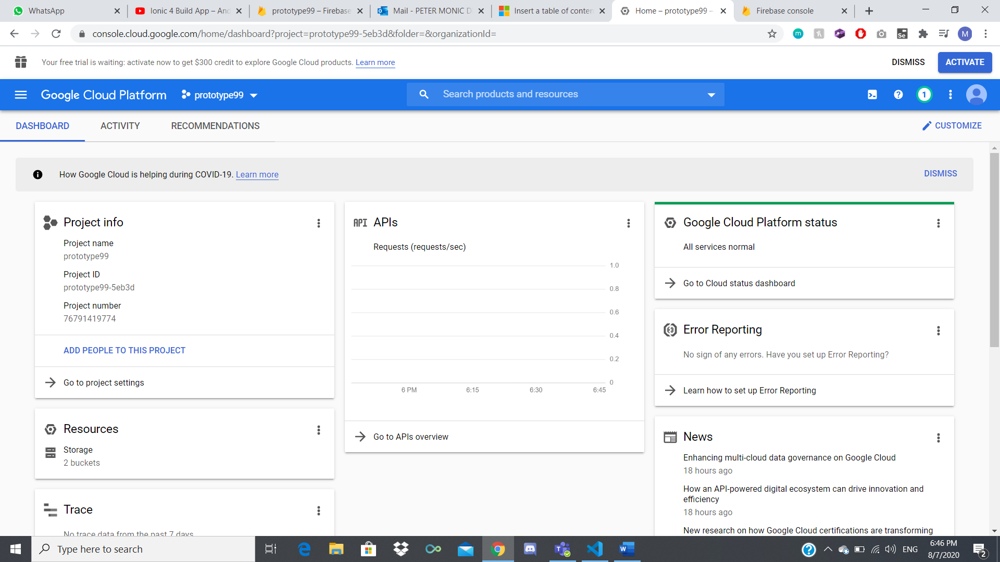 WhatsApp
Ionic 4 Build App – And
prototype99 – Firebase
Mail - PETER MONIC D
Insert a table of conten
Home – prototype99 –
Firebase console
console.cloud.google.com/home/dashboard?project=prototype99-5eb3d&folder=&organizationId=
m
Se
M
Your free trial is waiting: activate now to get $300 credit to explore Google Cloud products. Learn more
DISMISS
ACTIVATE
Google Cloud Platform
prototype99
Search products and resources
1
DASHBOARD
ACTIVITY
RECOMMENDATIONS
CUSTOMIZE
How Google Cloud is helping during COVID-19. Learn more
DISMISS
Project info
Project name
prototype99
Project ID
prototype99-5eb3d
Project number
76791419774
ADD PEOPLE TO THIS PROJECT
Go to project settings
Resources
Storage
2 buckets
Trace
No trace data from the past 7 days
API APIs
Requests (requests/sec)
1.0
0.8
0.6
0.4
0.2
0
6 PM 6:15 6:30 6:45
Go to APIs overview
Google Cloud Platform status
All services normal
Go to Cloud status dashboard
Error Reporting
No sign of any errors. Have you set up Error Reporting?
Learn how to set up Error Reporting
News
Enhancing multi-cloud data governance on Google Cloud
18 hours ago
How an API-powered digital ecosystem can drive innovation and
efficiency
18 hours ago
New research on how Google Cloud certifications are transforming
Type here to search
ENG
6:46 PM
8/7/2020
2